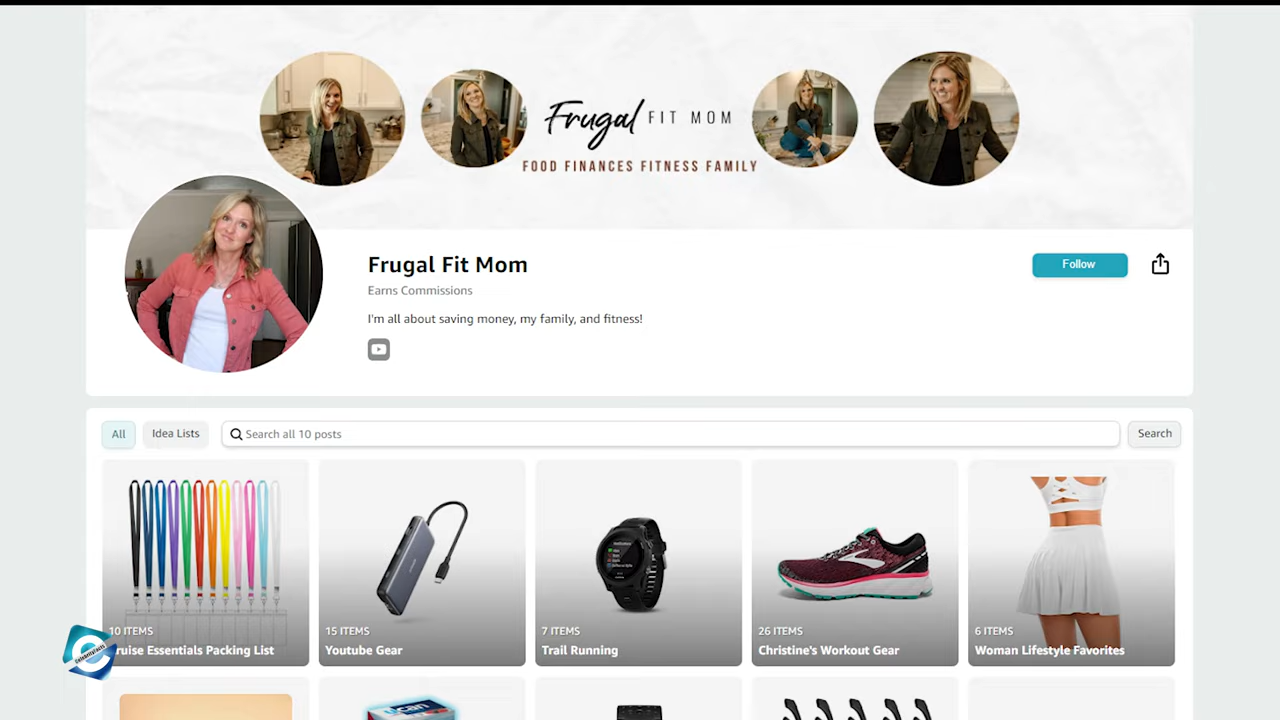 Frugal FIT MOM
FOOD FINANCES FITNESS FAMILY
Frugal Fit Mom
Earns Commissions
Follow
I'm all about saving money, my family, and fitness!
All
Idea Lists
Search all 10 posts
Search
10 ITEMS
Cruise Essentials Packing List
15 ITEMS
Youtube Gear
7 ITEMS
Trail Running
26 ITEMS
Christine's Workout Gear
6 ITEMS
Woman Lifestyle Favorites
ucan